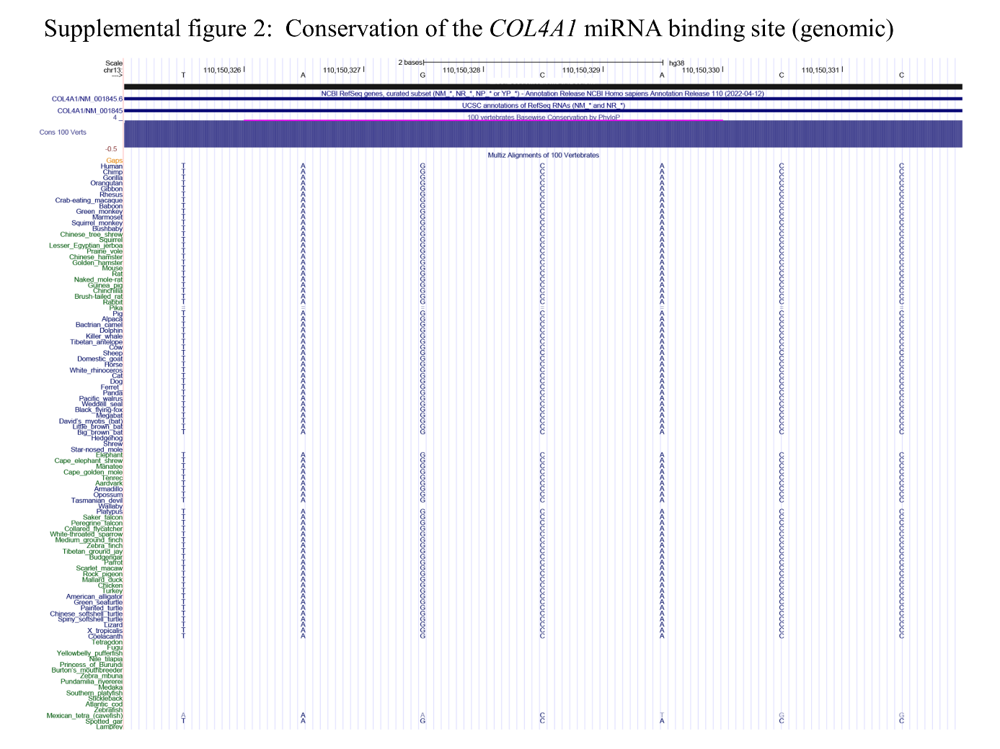 Supplemental figure 2: Conservation of the COL4A1 miRNA binding site (genomic)
Scale 2 bases hg38
chr13: 110,150,326 110,150,327 110,150,328 110,150,329 110,150,330 110,150,331
---> T A G C A C C
NCBI RefSeq genes, curated subset (NM_*, NR_*, NP_* or YP_*) - Annotation Release NCBI Homo sapiens Annotation Release 110 (2022-04-12)
COL4A1/NM_001845.6
UCSC annotations of RefSeq RNAs (NM_* and NR_*)
COL4A1/NM_001845
100 vertebrates Basewise Conservation by PhyloP
4 _
Cons 100 Verts
-0.5
Multiz Alignments of 100 Vertebrates
Gaps
Human T A G C A C C
Chimp T A G C A C C
Gorilla T A G C A C C
Orangutan T A G C A C C
Gibbon T A G C A C C
Rhesus T A G C A C C
Crab-eating_macaque T A G C A C C
Baboon T A G C A C C
Green_monkey T A G C A C C
Marmoset T A G C A C C
Squirrel_monkey T A G C A C C
Bushbaby T A G C A C C
Chinese_tree_shrew T A G C A C C
Squirrel T A G C A C C
Lesser_Egyptian_jerboa T A G C A C C
Prairie_vole T A G C A C C
Chinese_hamster T A G C A C C
Golden_hamster T A G C A C C
Mouse T A G C A C C
Rat T A G C A C C
Naked_mole-rat T A G C A C C
Guinea_pig T A G C A C C
Chinchilla T A G C A C C
Brush-tailed_rat T A G C A C C
Rabbit T A G C A C C
Pika = = = = = = =
Pig T A G C A C C
Alpaca T A G C A C C
Bactrian_camel T A G C A C C
Dolphin T A G C A C C
Killer_whale T A G C A C C
Tibetan_antelope T A G C A C C
Cow T A G C A C C
Sheep T A G C A C C
Domestic_goat T A G C A C C
Horse T A G C A C C
White_rhinoceros T A G C A C C
Cat T A G C A C C
Dog T A G C A C C
Ferret_ T A G C A C C
Panda T A G C A C C
Pacific_walrus T A G C A C C
Weddell_seal T A G C A C C
Black_flying-fox T A G C A C C
Megabat T A G C A C C
David's_myotis_(bat) T A G C A C C
Little_brown_bat T A G C A C C
Big_brown_bat T A G C A C C
Hedgehog
Shrew
Star-nosed_mole
Elephant T A G C A C C
Cape_elephant_shrew T A G C A C C
Manatee T A G C A C C
Cape_golden_mole T A G C A C C
Tenrec T A G C A C C
Aardvark T A G C A C C
Armadillo T A G C A C C
Opossum T A G C A C C
Tasmanian_devil T A G C A C C
Wallaby
Platypus T A G C A C C
Saker_falcon T A G C A C C
Peregrine_falcon T A G C A C C
Collared_flycatcher T A G C A C C
White-throated_sparrow T A G C A C C
Medium_ground_finch T A G C A C C
Zebra_finch T A G C A C C
Tibetan_ground_jay T A G C A C C
Budgerigar T A G C A C C
Parrot T A G C A C C
Scarlet_macaw T A G C A C C
Rock_pigeon T A G C A C C
Mallard_duck T A G C A C C
Chicken T A G C A C C
Turkey T A G C A C C
American_alligator T A G C A C C
Green_seaturtle T A G C A C C
Painted_turtle T A G C A C C
Chinese_softshell_turtle T A G C A C C
Spiny_softshell_turtle T A G C A C C
Lizard T A G C A C C
X_tropicalis T A G C A C C
Coelacanth T A G C A C C
Tetraodon
Fugu
Yellowbelly_pufferfish
Nile_tilapia
Princess_of_Burundi
Burton's_mouthbreeder
Zebra_mbuna
Pundamilia_nyererei
Medaka
Southern_platyfish
Stickleback
Atlantic_cod
Zebrafish
Mexican_tetra_(cavefish) A A A C T G G
Spotted_gar T A G C A C C
Lamprey